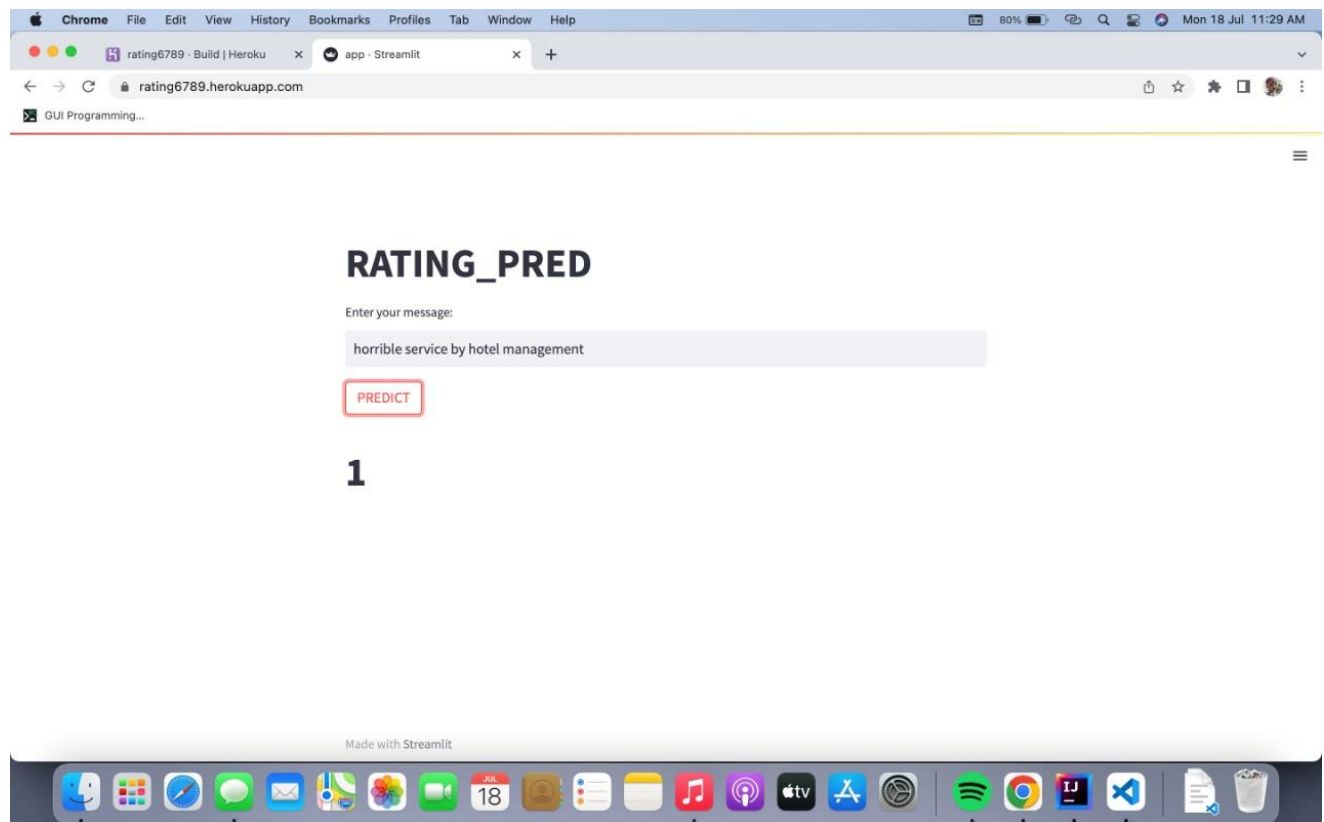 Chrome File Edit View History Bookmarks Profiles Tab Window Help 80% Mon 18 Jul 11:29 AM
rating6789 · Build | Heroku app · Streamlit
rating6789.herokuapp.com
GUI Programming...
RATING_PRED
Enter your message:
horrible service by hotel management
PREDICT
1
Made with Streamlit
JUL
18
tv
IJ